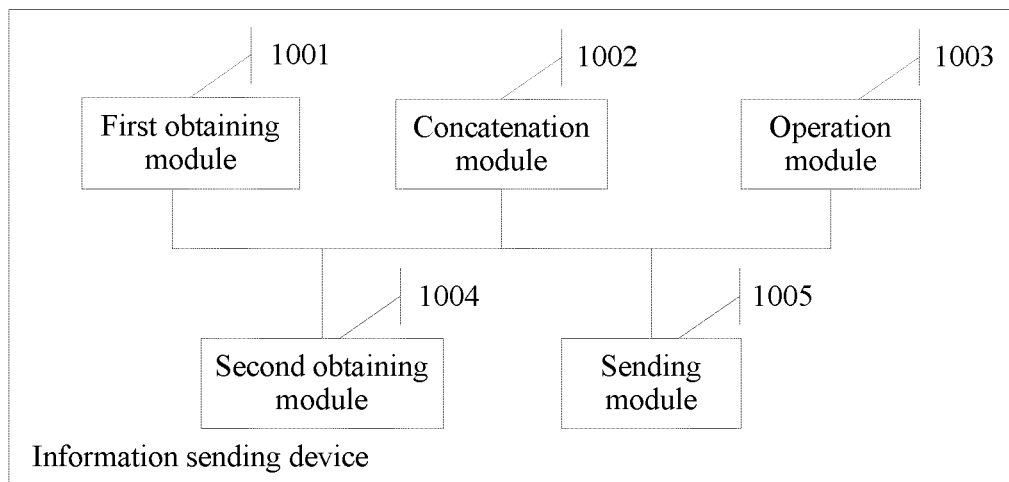 1001
1002
1003
First obtaining
module
Concatenation
module
Operation
module
1004
1005
Second obtaining
module
Sending
module
Information sending device